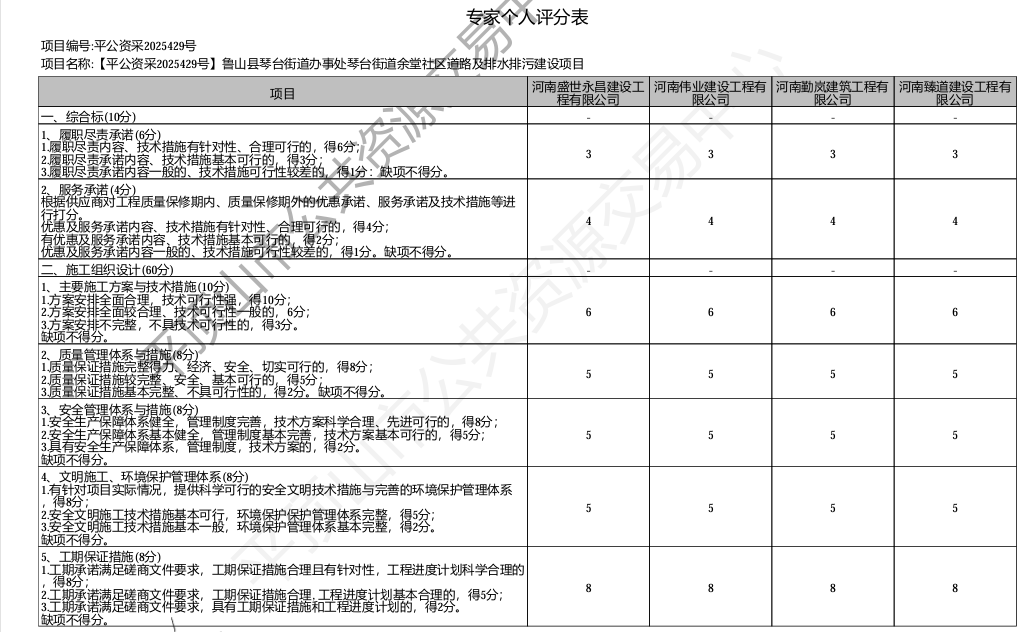 专家个人评分表
项目编号:平公资采2025429号
项目名称:【平公资采2025429号】鲁山县琴台街道办事处琴台街道余堂社区道路及排水排污建设项目
项目
河南盛世永昌建设工
程有限公司
河南伟业建设工程有
限公司
河南勤岚建筑工程有
限公司
河南臻道建设工程有
限公司
一、综合标(10分)
- - - -
1、履职尽责承诺(6分)
1.履职尽责内容、技术措施有针对性、合理可行的，得6分；
2.履职尽责承诺内容、技术措施基本可行的，得3分；
3.履职尽责承诺内容一般的、技术措施可行性较差的，得1分：缺项不得分。
3 3 3 3
2、服务承诺(4分)
根据供应商对工程质量保修期内、质量保修期外的优惠承诺、服务承诺及技术措施等进
行打分。
优惠及服务承诺内容、技术措施有针对性、合理可行的，得4分；
有优惠及服务承诺内容、技术措施基本可行的，得2分；
优惠及服务承诺内容一般的、技术措施可行性较差的，得1分。缺项不得分。
4 4 4 4
二、施工组织设计(60分)
- - - -
1、主要施工方案与技术措施(10分)
1.方案安排全面合理，技术可行性强，得10分；
2.方案安排全面较合理、技术可行性一般的，6分；
3.方案安排不完整，不具技术可行性的，得3分。
缺项不得分。
6 6 6 6
2、质量管理体系与措施(8分)
1.质量保证措施完整得力、经济、安全、切实可行的，得8分；
2.质量保证措施较完整、安全、基本可行的，得5分；
3.质量保证措施基本完整、不具可行性的，得2分。缺项不得分。
5 5 5 5
3、安全管理体系与措施(8分)
1.安全生产保障体系健全，管理制度完善，技术方案科学合理、先进可行的，得8分；
2.安全生产保障体系基本健全，管理制度基本完善，技术方案基本可行的，得5分；
3.具有安全生产保障体系，管理制度，技术方案的，得2分。
缺项不得分。
5 5 5 5
4、文明施工、环境保护管理体系(8分)
1.有针对项目实际情况，提供科学可行的安全文明技术措施与完善的环境保护管理体系
，得8分；
2.安全文明施工技术措施基本可行，环境保护保护管理体系完整，得5分；
3.安全文明施工技术措施基本一般，环境保护管理体系基本完整，得2分。
缺项不得分。
5 5 5 5
5、工期保证措施(8分)
1.工期承诺满足磋商文件要求，工期保证措施合理且有针对性，工程进度计划科学合理的
，得8分；
2.工期承诺满足磋商文件要求，工期保证措施合理,工程进度计划基本合理的，得5分；
3.工期承诺满足磋商文件要求，具有工期保证措施和工程进度计划的，得2分。
缺项不得分。
8 8 8 8
平顶山市公共资源交易中心
平顶山市公共资源交易中心